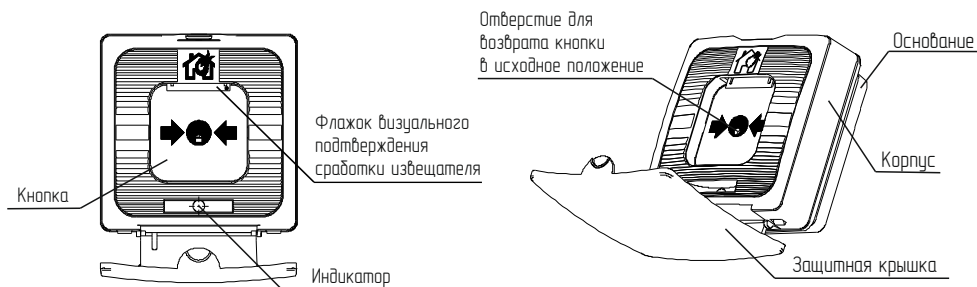 Отверстие для
возврата кнопки
в исходное положение
Основание
Флажок визуального
подтверждения
сработки извещателя
Корпус
Кнопка
Защитная крышка
Индикатор